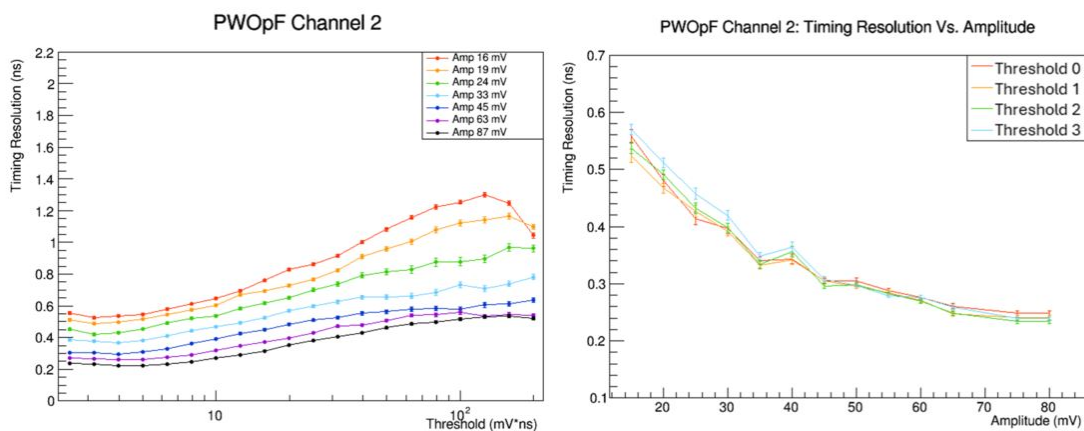 PWOpF Channel 2
Timing Resolution (ns)
2.2
2
1.8
1.6
1.4
1.2
1
0.8
0.6
0.4
0.2
0
Amp 16 mV
Amp 19 mV
Amp 24 mV
Amp 33 mV
Amp 45 mV
Amp 63 mV
Amp 87 mV
10
10²
Threshold (mV*ns)
PWOpF Channel 2: Timing Resolution Vs. Amplitude
Timing Resolution (ns)
0.7
0.6
0.5
0.4
0.3
0.2
0.1
Threshold 0
Threshold 1
Threshold 2
Threshold 3
20 30 40 50 60 70 80
Amplitude (mV)